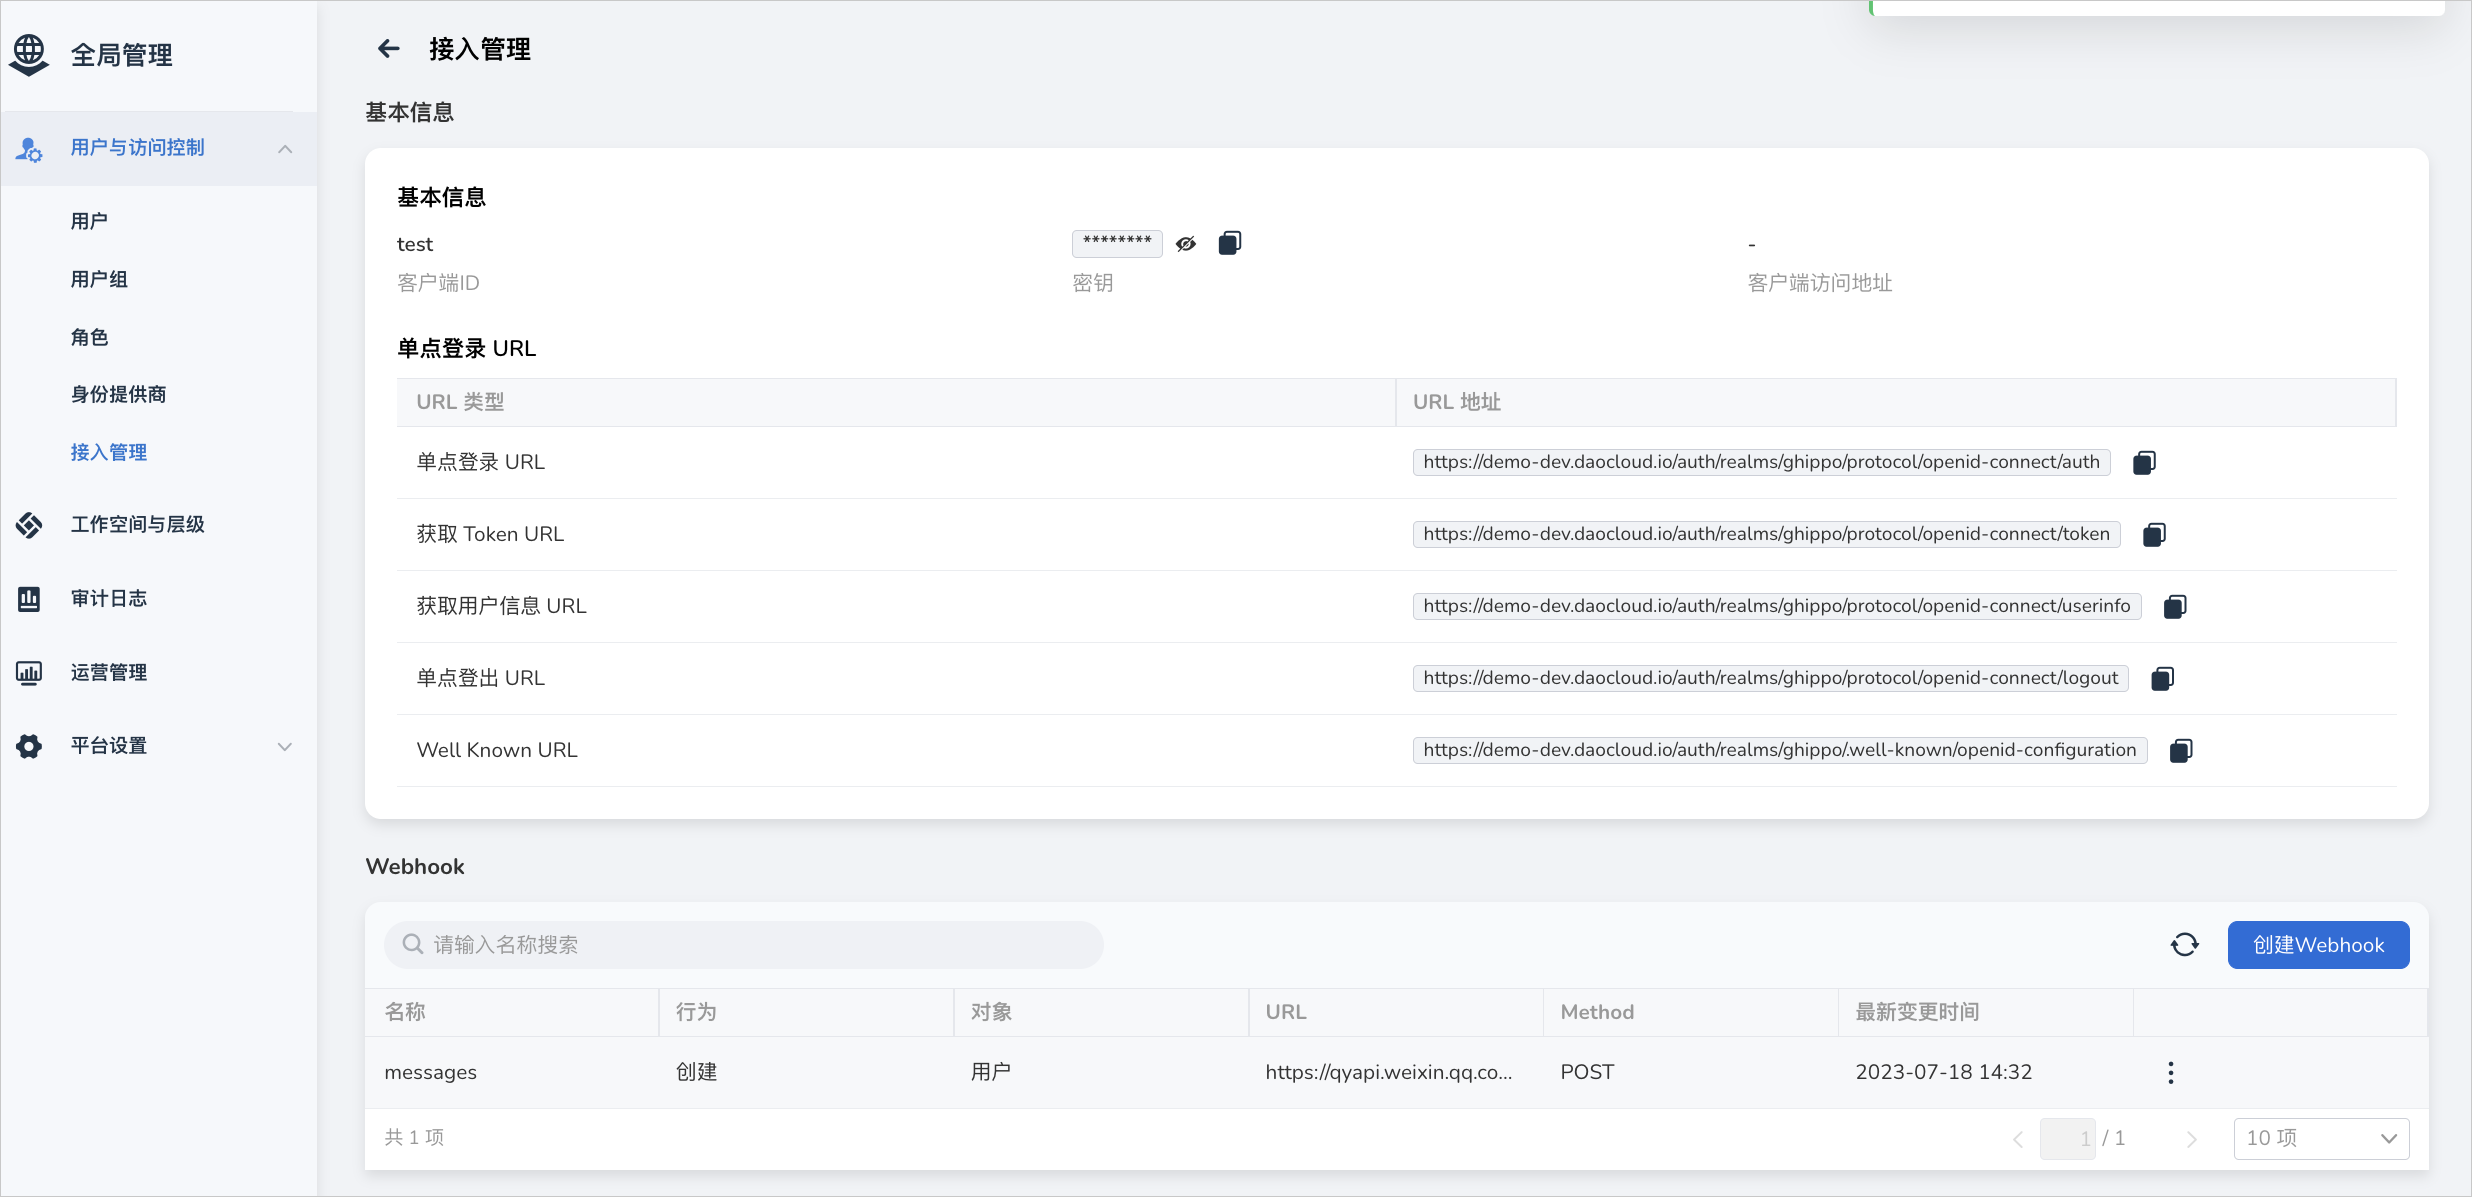 全局管理
用户与访问控制
用户
用户组
角色
身份提供商
接入管理
工作空间与层级
审计日志
运营管理
平台设置
接入管理
基本信息
基本信息
test ******** -
客户端ID 密钥 客户端访问地址
单点登录 URL
URL 类型 URL 地址
单点登录 URL https://demo-dev.daocloud.io/auth/realms/ghippo/protocol/openid-connect/auth
获取 Token URL https://demo-dev.daocloud.io/auth/realms/ghippo/protocol/openid-connect/token
获取用户信息 URL https://demo-dev.daocloud.io/auth/realms/ghippo/protocol/openid-connect/userinfo
单点登出 URL https://demo-dev.daocloud.io/auth/realms/ghippo/protocol/openid-connect/logout
Well Known URL https://demo-dev.daocloud.io/auth/realms/ghippo/.well-known/openid-configuration
Webhook
请输入名称搜索 创建Webhook
名称 行为 对象 URL Method 最新变更时间
messages 创建 用户 https://qyapi.weixin.qq.co... POST 2023-07-18 14:32
共 1 项 1 / 1 10 项